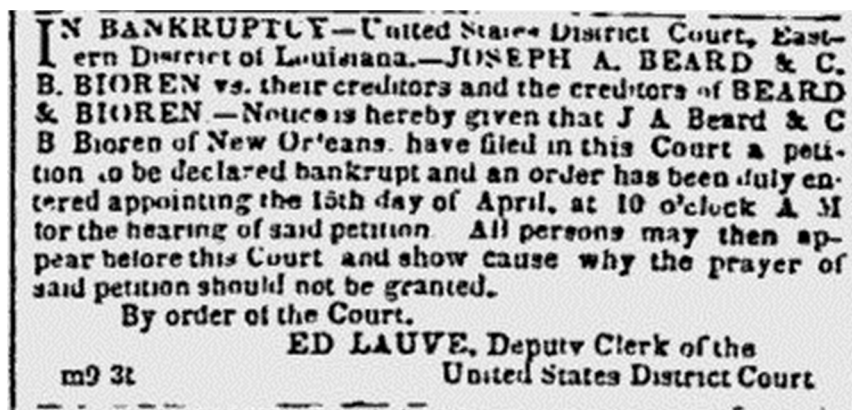 IN BANKRUPTCY—United States District Court, East-
ern District of Louisiana.—JOSEPH A. BEARD & C.
B. BIOREN vs. their creditors and the creditors of BEARD
& BIOREN.—Notice is hereby given that J A Beard & C
B Bioren of New Orleans. have filed in this Court a peti-
tion to be declared bankrupt and an order has been duly en-
tered appointing the 15th day of April, at 10 o'clock A M
for the hearing of said petition All persons may then ap-
pear before this Court and show cause why the prayer of
said petition should not be granted.
By order of the Court.
ED LAUVE, Deputy Clerk of the
m9 3t United States District Court